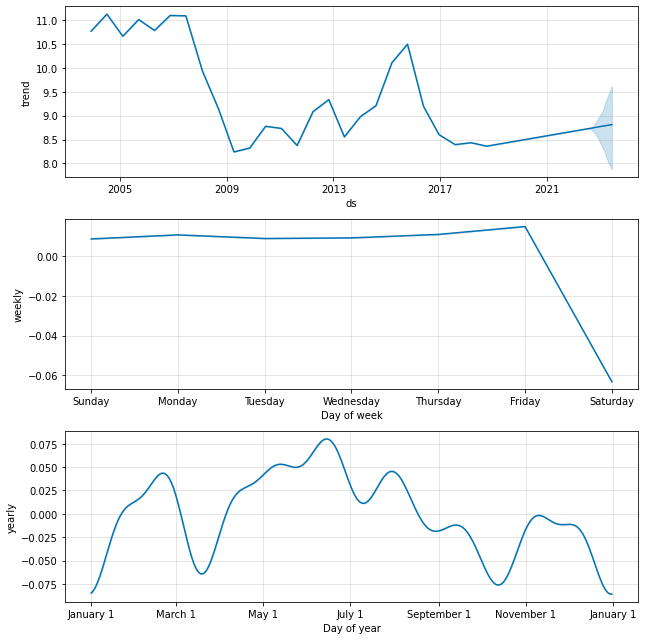 11.0
10.5
10.0
9.5
9.0
8.5
8.0
trend
2005 2009 2013 2017 2021
ds
0.00
−0.02
−0.04
−0.06
weekly
Sunday Monday Tuesday Wednesday Thursday Friday Saturday
Day of week
0.075
0.050
0.025
0.000
−0.025
−0.050
−0.075
yearly
January 1 March 1 May 1 July 1 September 1 November 1 January 1
Day of year